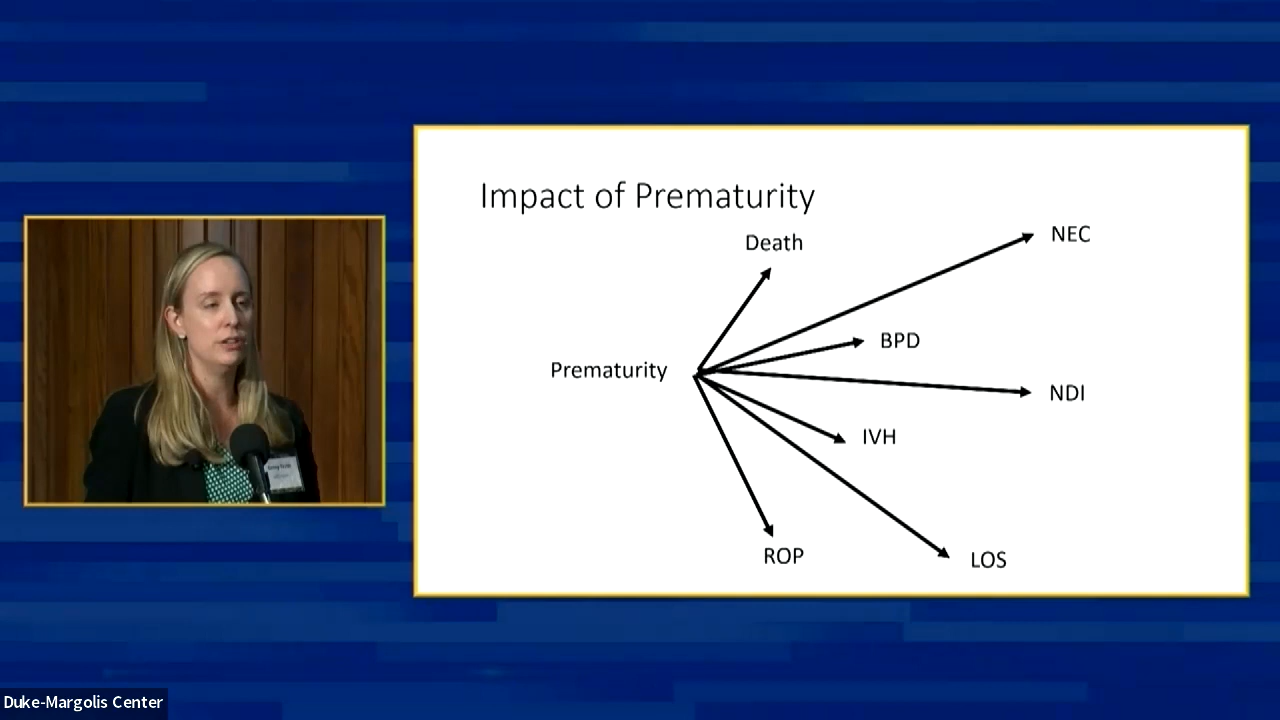 Impact of Prematurity
Death
NEC
BPD
Prematurity
NDI
IVH
ROP
LOS
Duke-Margolis Center